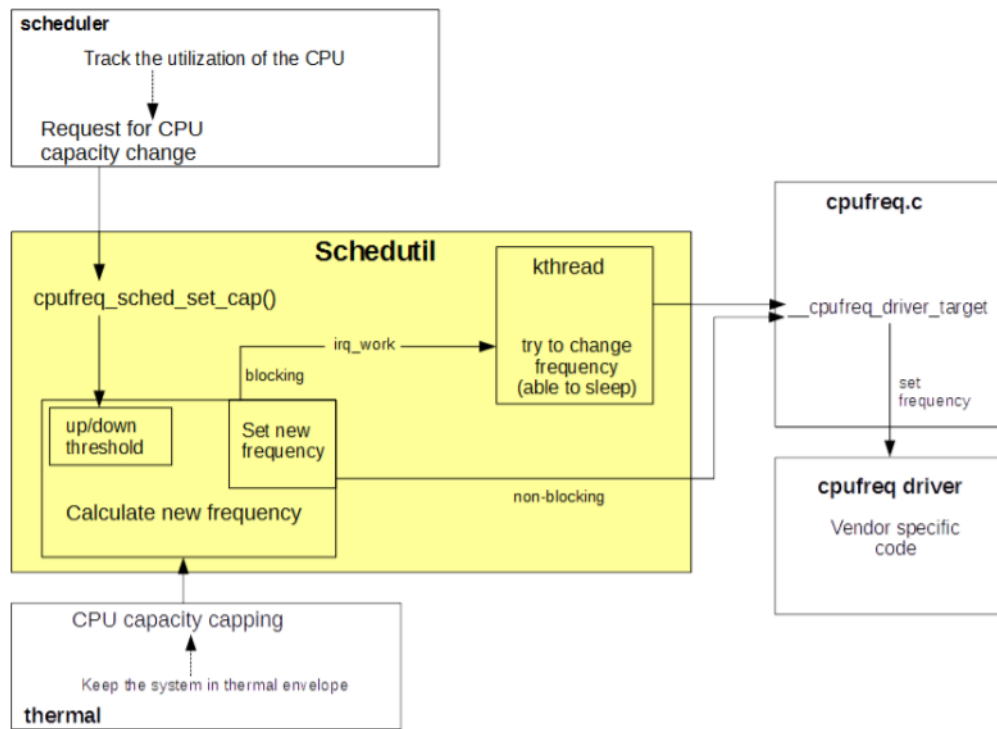 scheduler
Track the utilization of the CPU
Request for CPU
capacity change
Schedutil
cpufreq_sched_set_cap()
up/down
threshold
Set new
frequency
Calculate new frequency
blocking
irq_work
non-blocking
kthread
try to change
frequency
(able to sleep)
cpufreq.c
__cpufreq_driver_target
set
frequency
cpufreq driver
Vendor specific
code
CPU capacity capping
Keep the system in thermal envelope
thermal